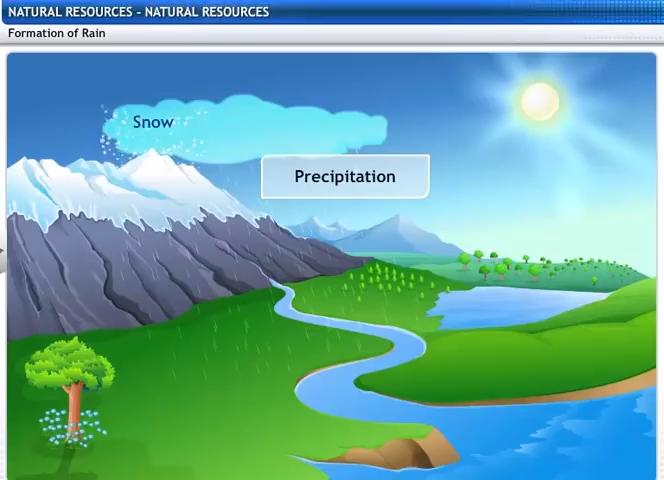 NATURAL RESOURCES - NATURAL RESOURCES
Formation of Rain
Snow
Precipitation